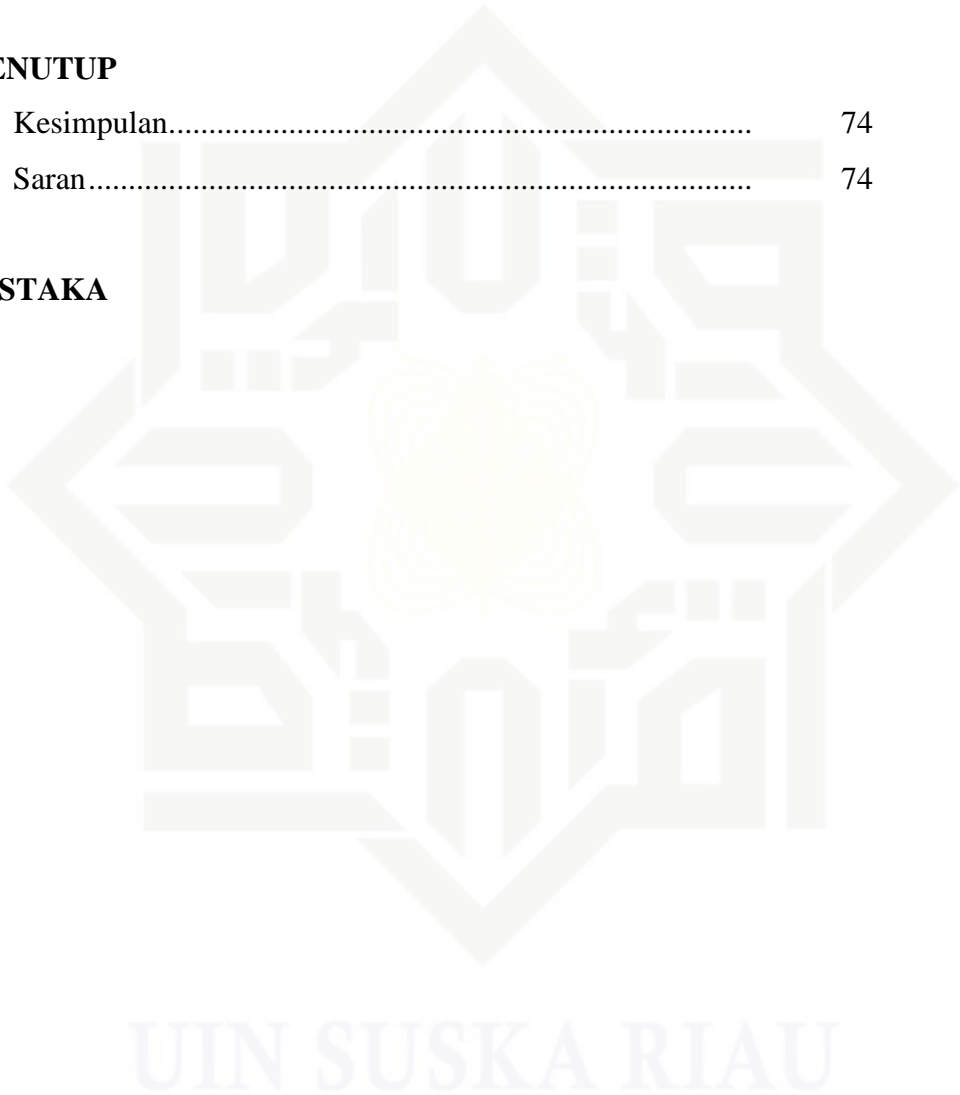 ENUTUP
Kesimpulan........................................................................ 74
Saran.................................................................................. 74
STAKA
UIN SUSKA RIAU